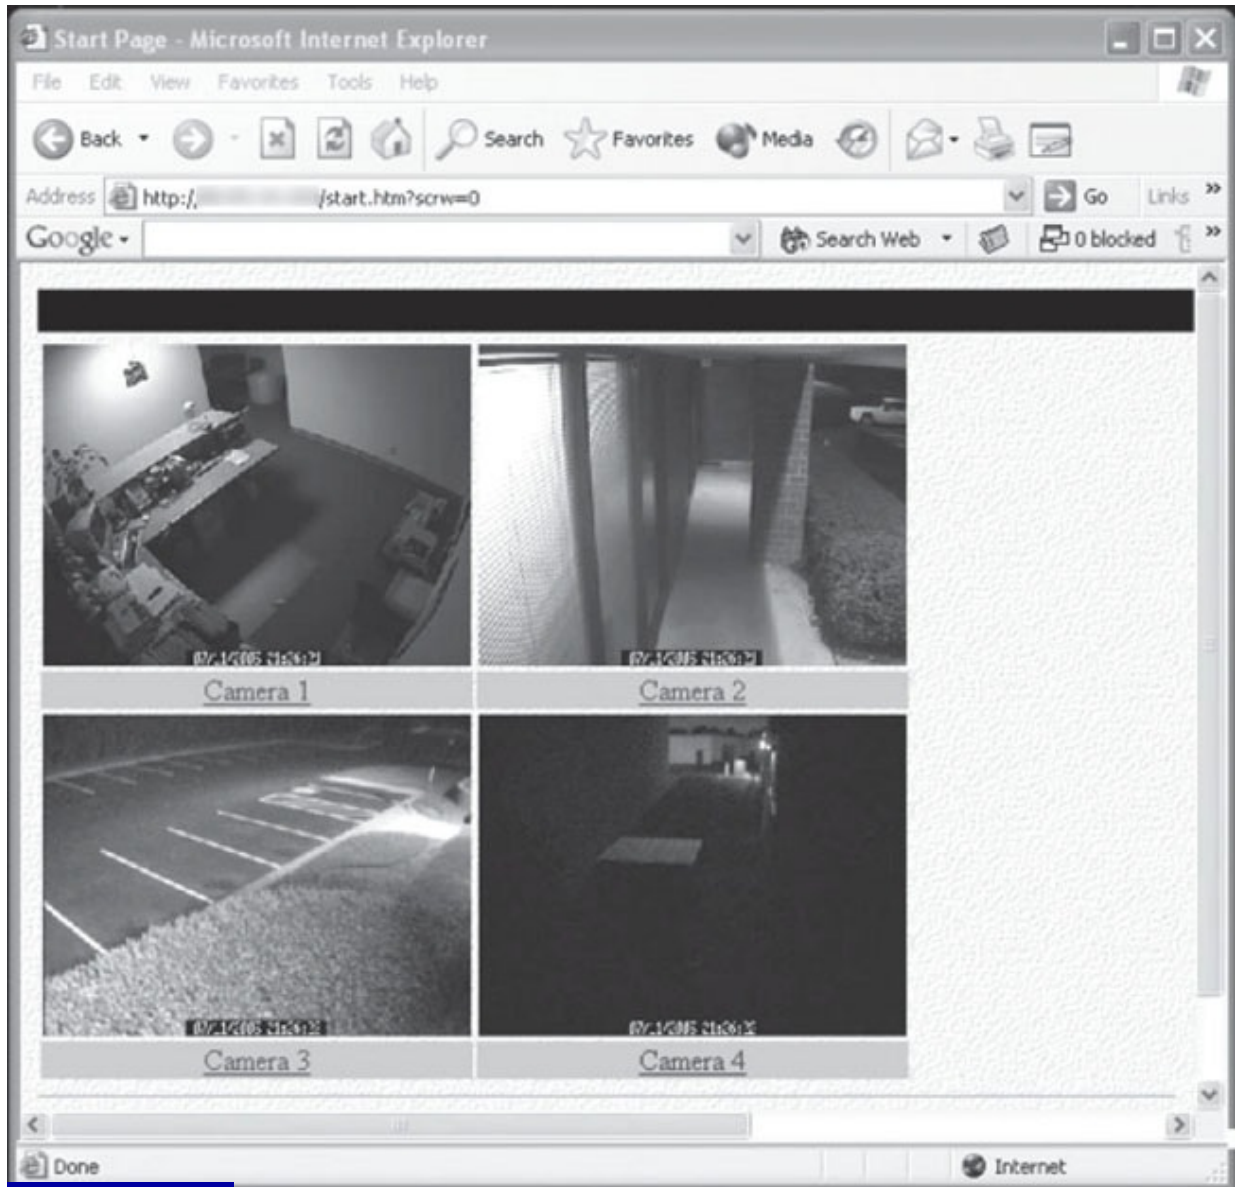 Start Page - Microsoft Internet Explorer
File Edit View Favorites Tools Help
Back Search Favorites Media
Address http:/, /start.htm?scrw=0 Go Links »
Google Search Web 0 blocked »
Camera 1 Camera 2
Camera 3 Camera 4
Done Internet